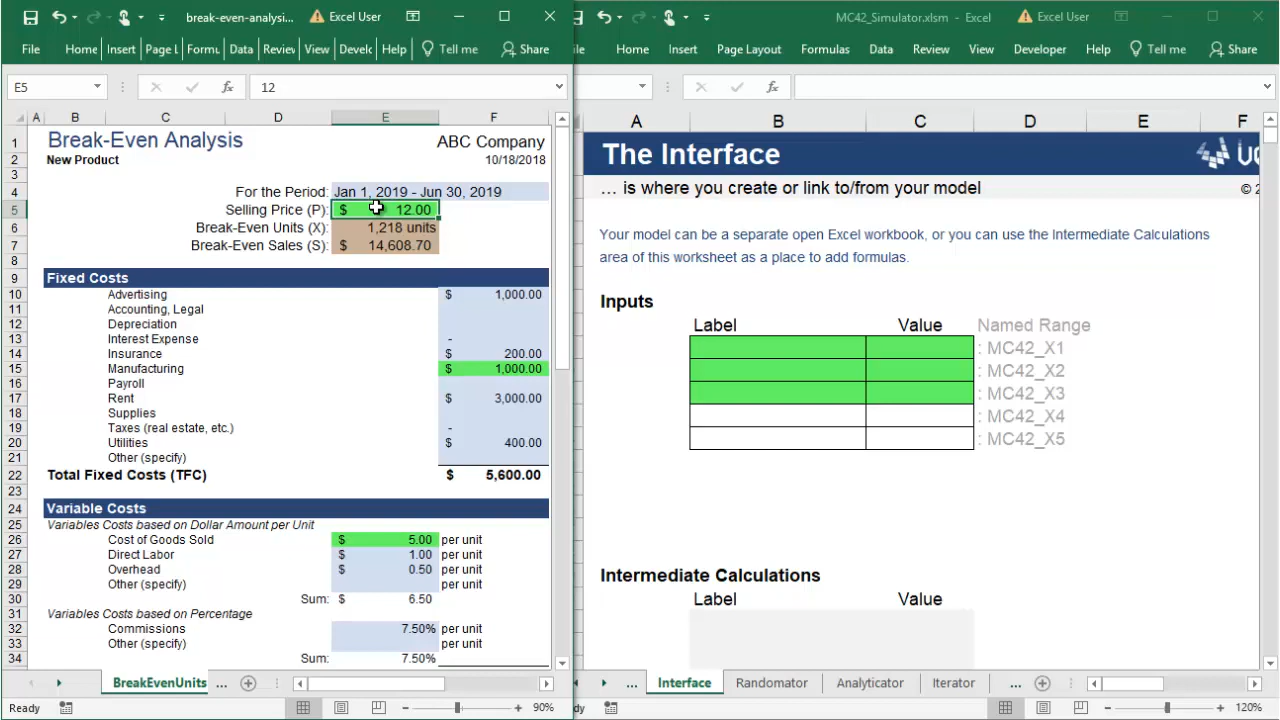 break-even-analysi...
Excel User
File
Home
Insert
Page L
Formu
Data
Review
View
Develo
Help
Tell me
Share
E5
fx
12
A
B
C
D
E
F
1
Break-Even Analysis
ABC Company
2
New Product
10/18/2018
3
4
For the Period:
Jan 1, 2019 - Jun 30, 2019
5
Selling Price (P):
$ 12.00
6
Break-Even Units (X):
1,218 units
7
Break-Even Sales (S):
$ 14,608.70
8
9
Fixed Costs
10
Advertising
$ 1,000.00
11
Accounting, Legal
12
Depreciation
13
Interest Expense
-
14
Insurance
$ 200.00
15
Manufacturing
$ 1,000.00
16
Payroll
17
Rent
$ 3,000.00
18
Supplies
19
Taxes (real estate, etc.)
-
20
Utilities
$ 400.00
21
Other (specify)
22
Total Fixed Costs (TFC)
$ 5,600.00
23
24
Variable Costs
25
Variables Costs based on Dollar Amount per Unit
26
Cost of Goods Sold
$ 5.00 per unit
27
Direct Labor
$ 1.00 per unit
28
Overhead
$ 0.50 per unit
29
Other (specify)
per unit
30
Sum:
$ 6.50
31
Variables Costs based on Percentage
32
Commissions
7.50% per unit
33
Other (specify)
per unit
34
Sum:
7.50%
BreakEvenUnits
...
Ready
90%
MC42_Simulator.xlsm - Excel
Excel User
ile
Home
Insert
Page Layout
Formulas
Data
Review
View
Developer
Help
Tell me
Share
fx
A
B
C
D
E
F
The Interface
... is where you create or link to/from your model
©
Your model can be a separate open Excel workbook, or you can use the Intermediate Calculations
area of this worksheet as a place to add formulas.
Inputs
Label
Value
Named Range
: MC42_X1
: MC42_X2
: MC42_X3
: MC42_X4
: MC42_X5
Intermediate Calculations
Label
Value
...
Interface
Randomator
Analyticator
Iterator
...
dy
120%